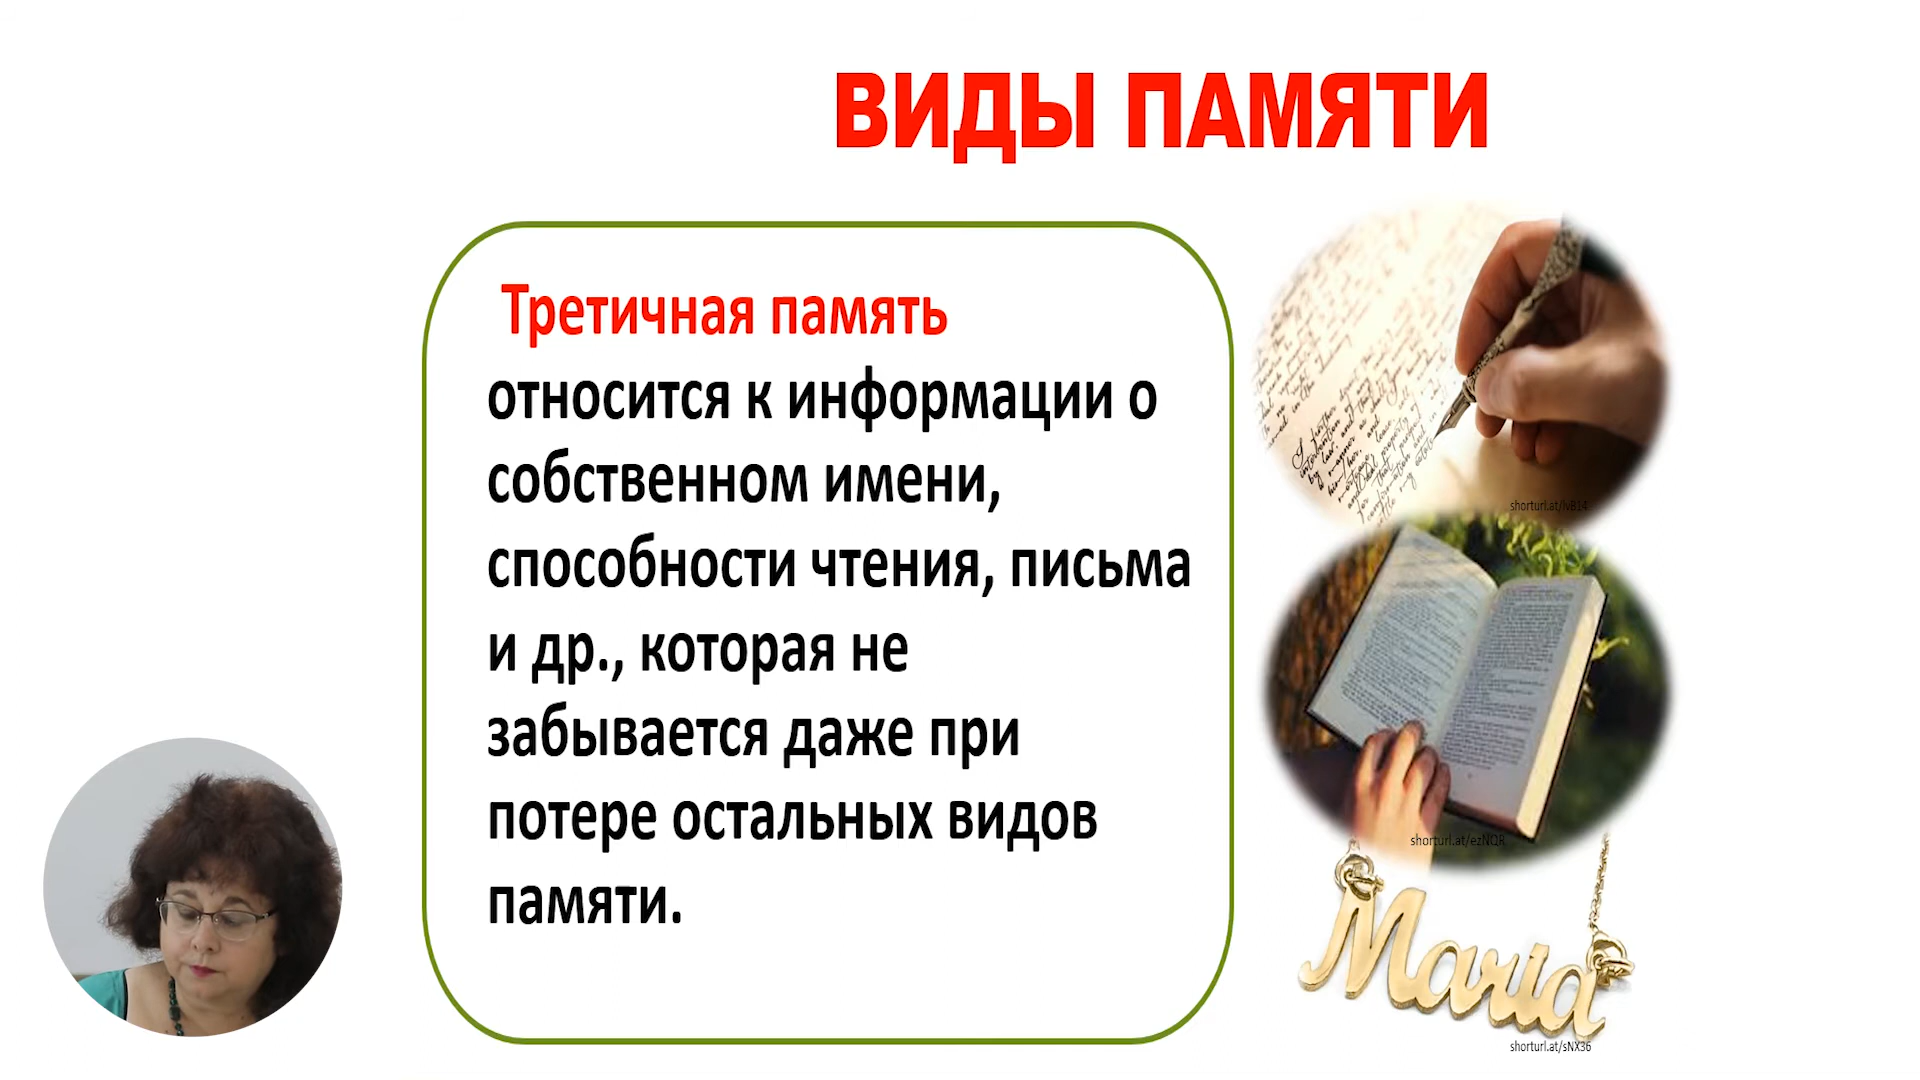 ВИДЫ ПАМЯТИ
Третичная память
относится к информации о
собственном имени,
способности чтения, письма
и др., которая не
забывается даже при
потере остальных видов
памяти.
shorturl.at/ezNQR
Maria
shorturl.at/sNX36